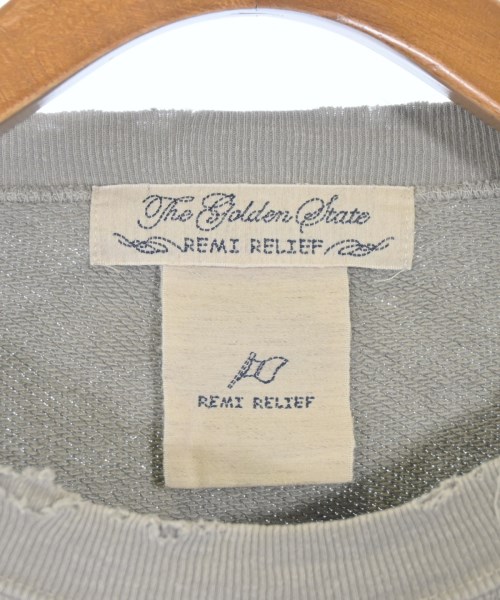 The Golden State
REMI RELIEF
REMI RELIEF